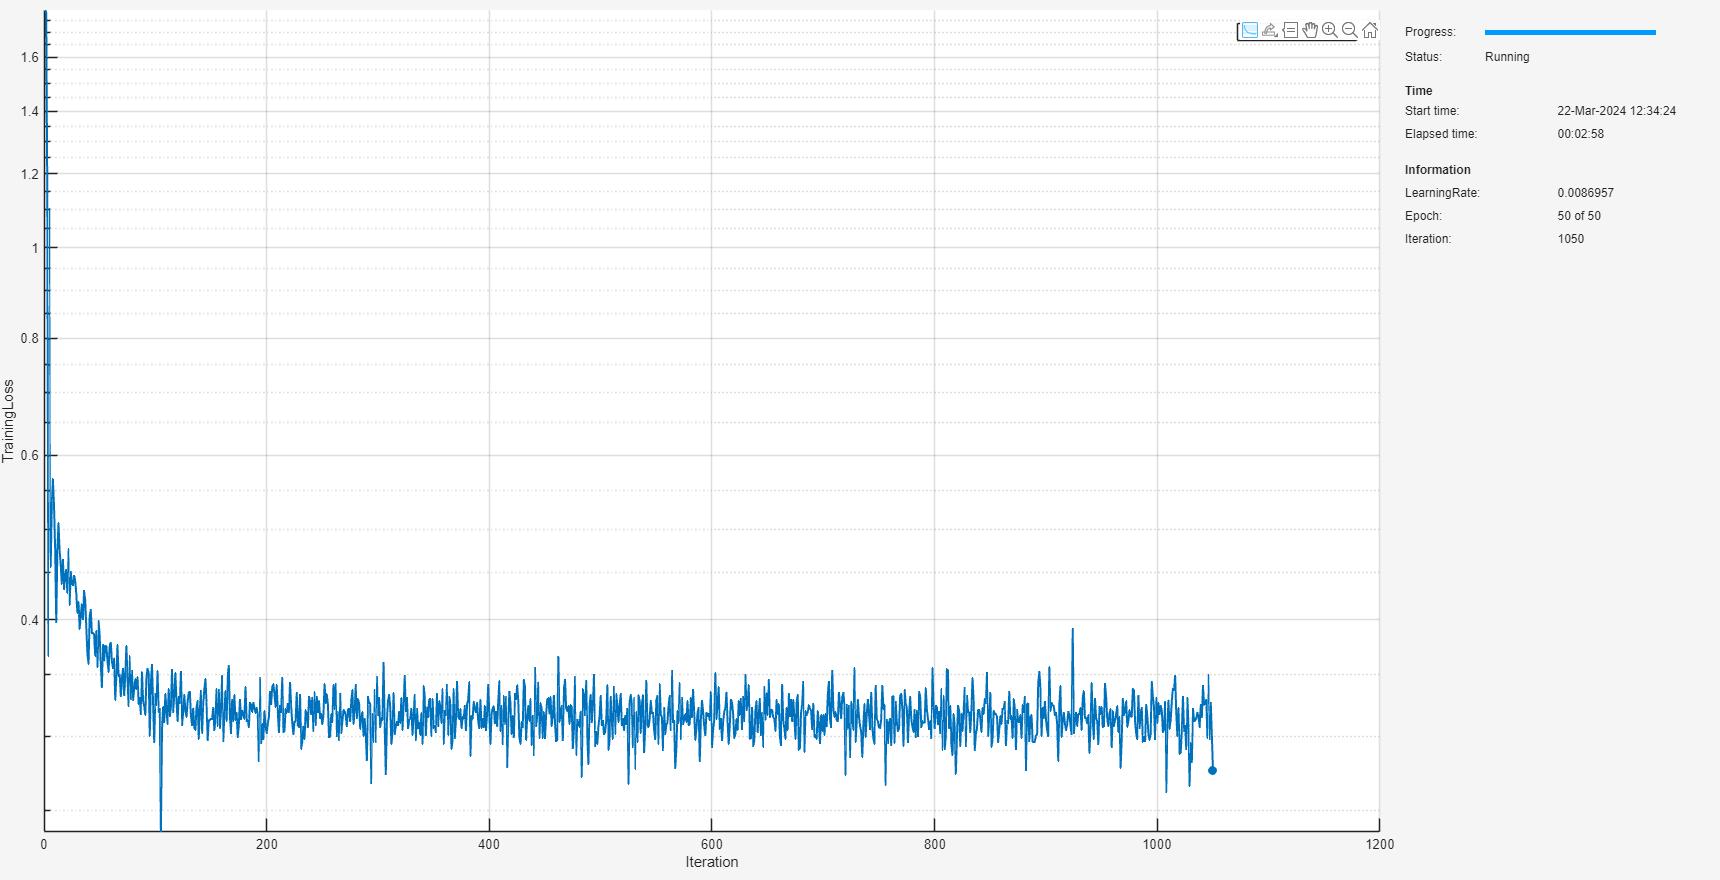 1.6
1.4
1.2
1
0.8
0.6
0.4
TrainingLoss
0
200
400
600
800
1000
1200
Iteration
Progress:
Status: Running
Time
Start time: 22-Mar-2024 12:34:24
Elapsed time: 00:02:58
Information
LearningRate: 0.0086957
Epoch: 50 of 50
Iteration: 1050